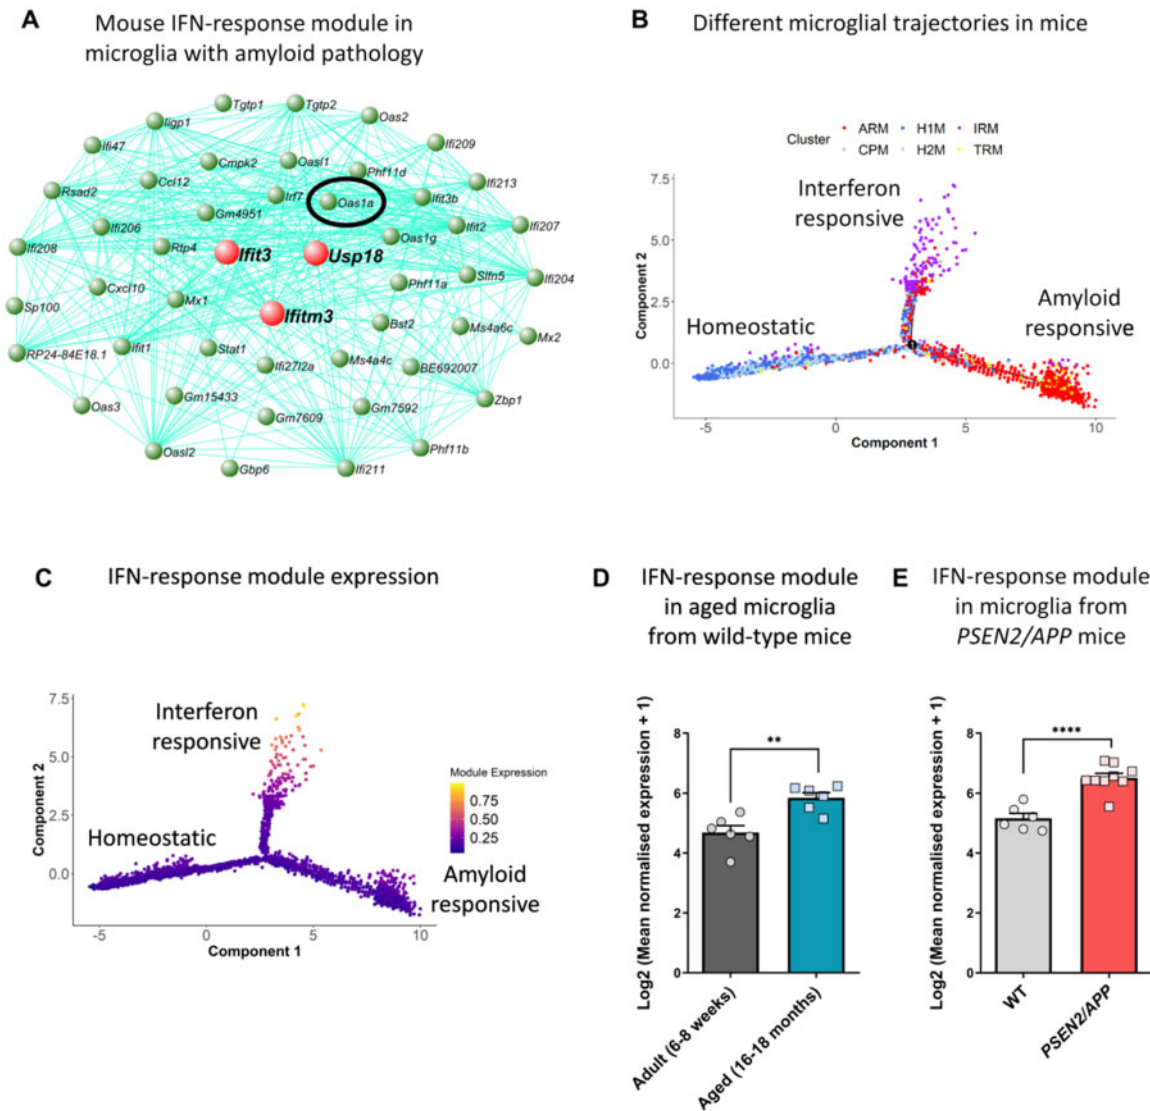 A
Mouse IFN-response module in
microglia with amyloid pathology
Tgtp1
Tgtp2
Iigp1
Oas2
Ifi47
Ifi209
Cmpk2
Oasl1
Phf11d
Rsad2
Ccl12
Ifi213
Irf7
Oas1a
Ifit3b
Gm4951
Ifi206
Ifit2
Ifi207
Ifi208
Rtp4
Ifit3
Usp18
Oas1g
Slfn5
Ifi204
Cxcl10
Phf11a
Sp100
Mx1
Ifitm3
Bst2
Ms4a6c
Mx2
RP24-84E18.1
Ifit1
Stat1
Ifi27l2a
Ms4a4c
BE692007
Oas3
Gm15433
Gm7609
Gm7592
Zbp1
Oasl2
Gbp6
Ifi211
Phf11b
B
Different microglial trajectories in mice
Cluster
ARM
H1M
IRM
CPM
H2M
TRM
7.5
5.0
2.5
0.0
Component 2
Interferon
responsive
Homeostatic
Amyloid
responsive
1
-5
0
5
10
Component 1
C
IFN-response module expression
7.5
5.0
2.5
0.0
Component 2
Interferon
responsive
Module Expression
0.75
0.50
0.25
Homeostatic
Amyloid
responsive
-5
0
5
10
Component 1
D
IFN-response module
in aged microglia
from wild-type mice
Log2 (Mean normalised expression + 1)
8
6
4
2
0
**
Adult (6-8 weeks)
Aged (16-18 months)
E
IFN-response module
in microglia from
PSEN2/APP mice
Log2 (Mean normalised expression + 1)
8
6
4
2
0
****
WT
PSEN2/APP